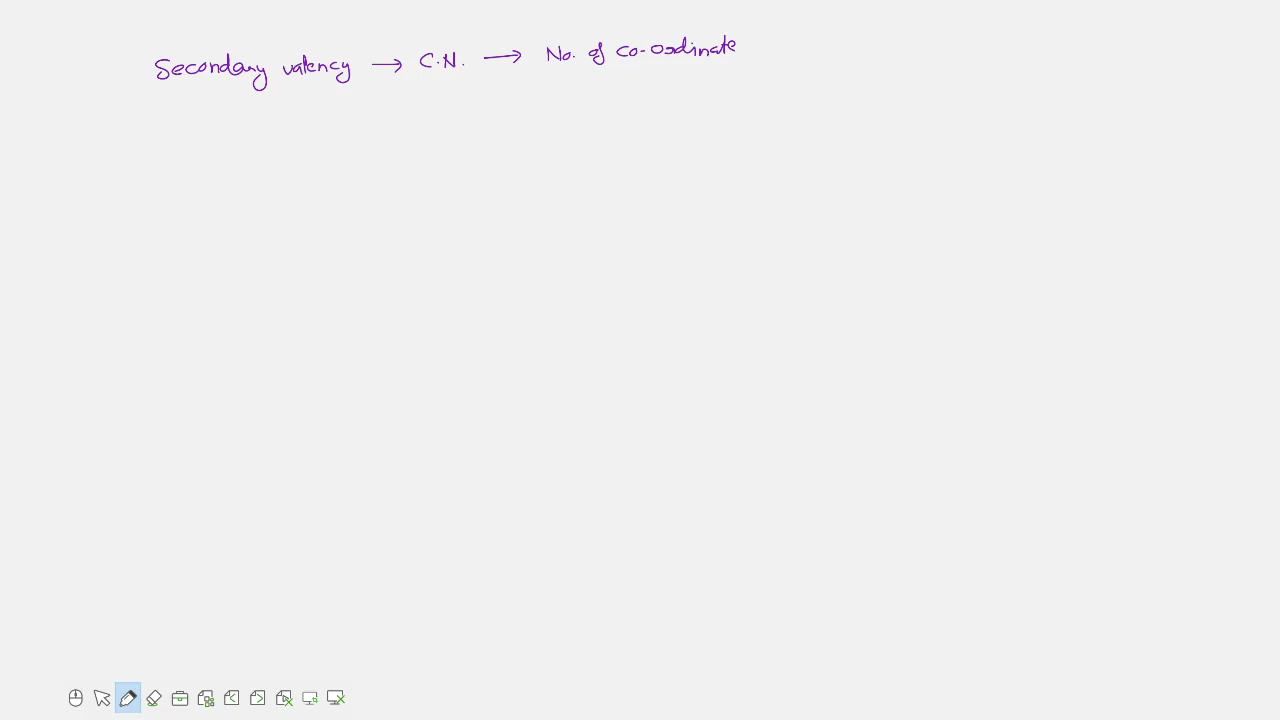 Secondary valency → C.N. → No. of co-ordinate